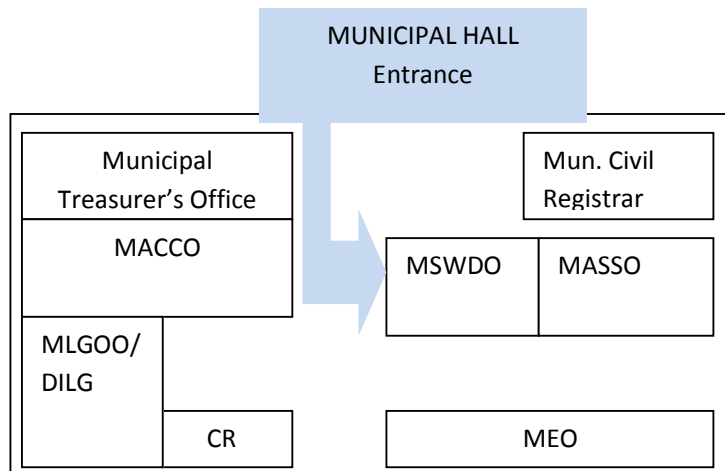 MUNICIPAL HALL
Entrance
Municipal
Treasurer’s Office
Mun. Civil
Registrar
MACCO
MSWDO
MASSO
MLGOO/
DILG
CR
MEO